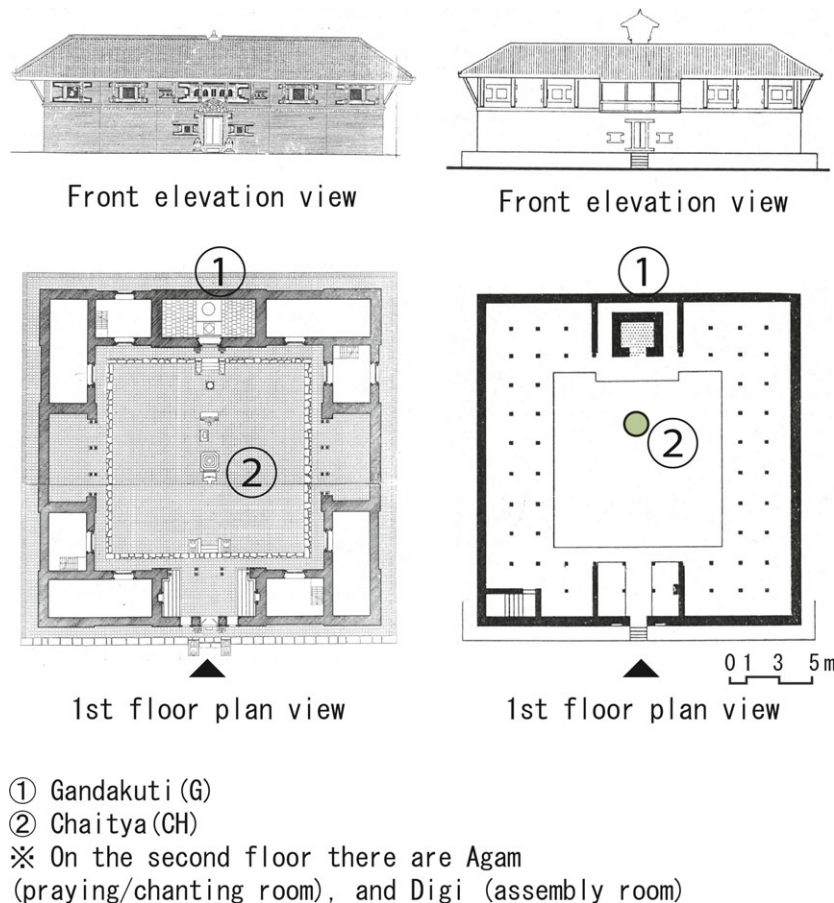 Front elevation view
Front elevation view
①
①
②
②
0 1 3 5m
1st floor plan view
1st floor plan view
① Gandakuti(G)
② Chaitya(CH)
※ On the second floor there are Agam
(praying/chanting room), and Digi (assembly room)